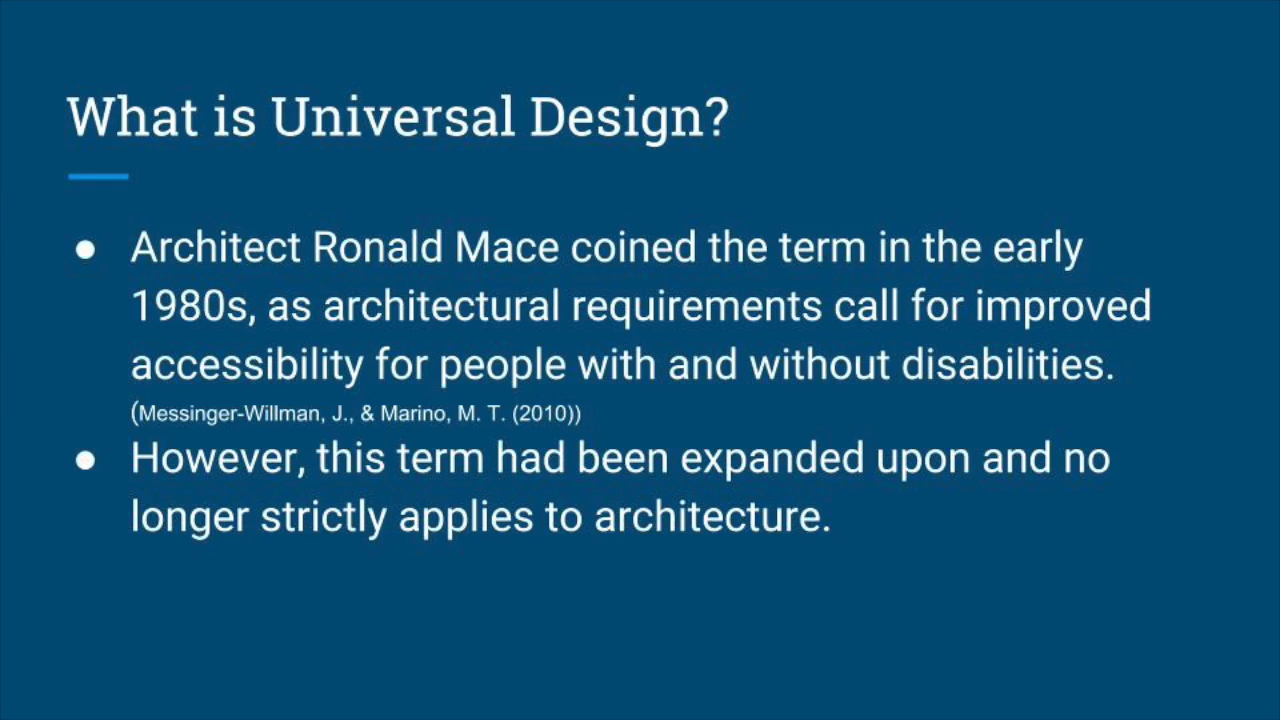 What is Universal Design?
● Architect Ronald Mace coined the term in the early
1980s, as architectural requirements call for improved
accessibility for people with and without disabilities.
(Messinger-Willman, J., & Marino, M. T. (2010))
● However, this term had been expanded upon and no
longer strictly applies to architecture.